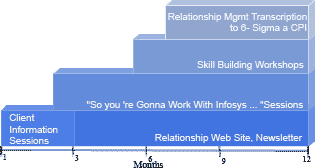 Relationship Mgmt Transcription
to 6- Sigma a CPI
Skill Building Workshops
"So you 're Gonna Work With Infosys ... "Sessions
Client
Information
Sessions
Relationship Web Site, Newsletter
1 3 6 9 12
Months